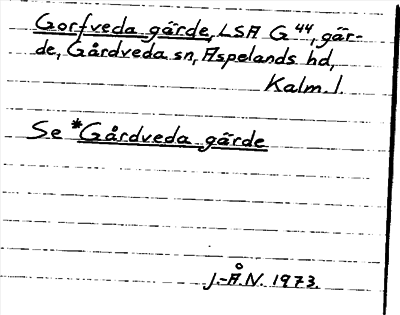 Gorfveda gärde, LSA G 44, gär-
de, Gårdveda sn, Aspelands hd,
Kalm. l.
Se *Gårdveda gärde
J.-Å.N. 1973.